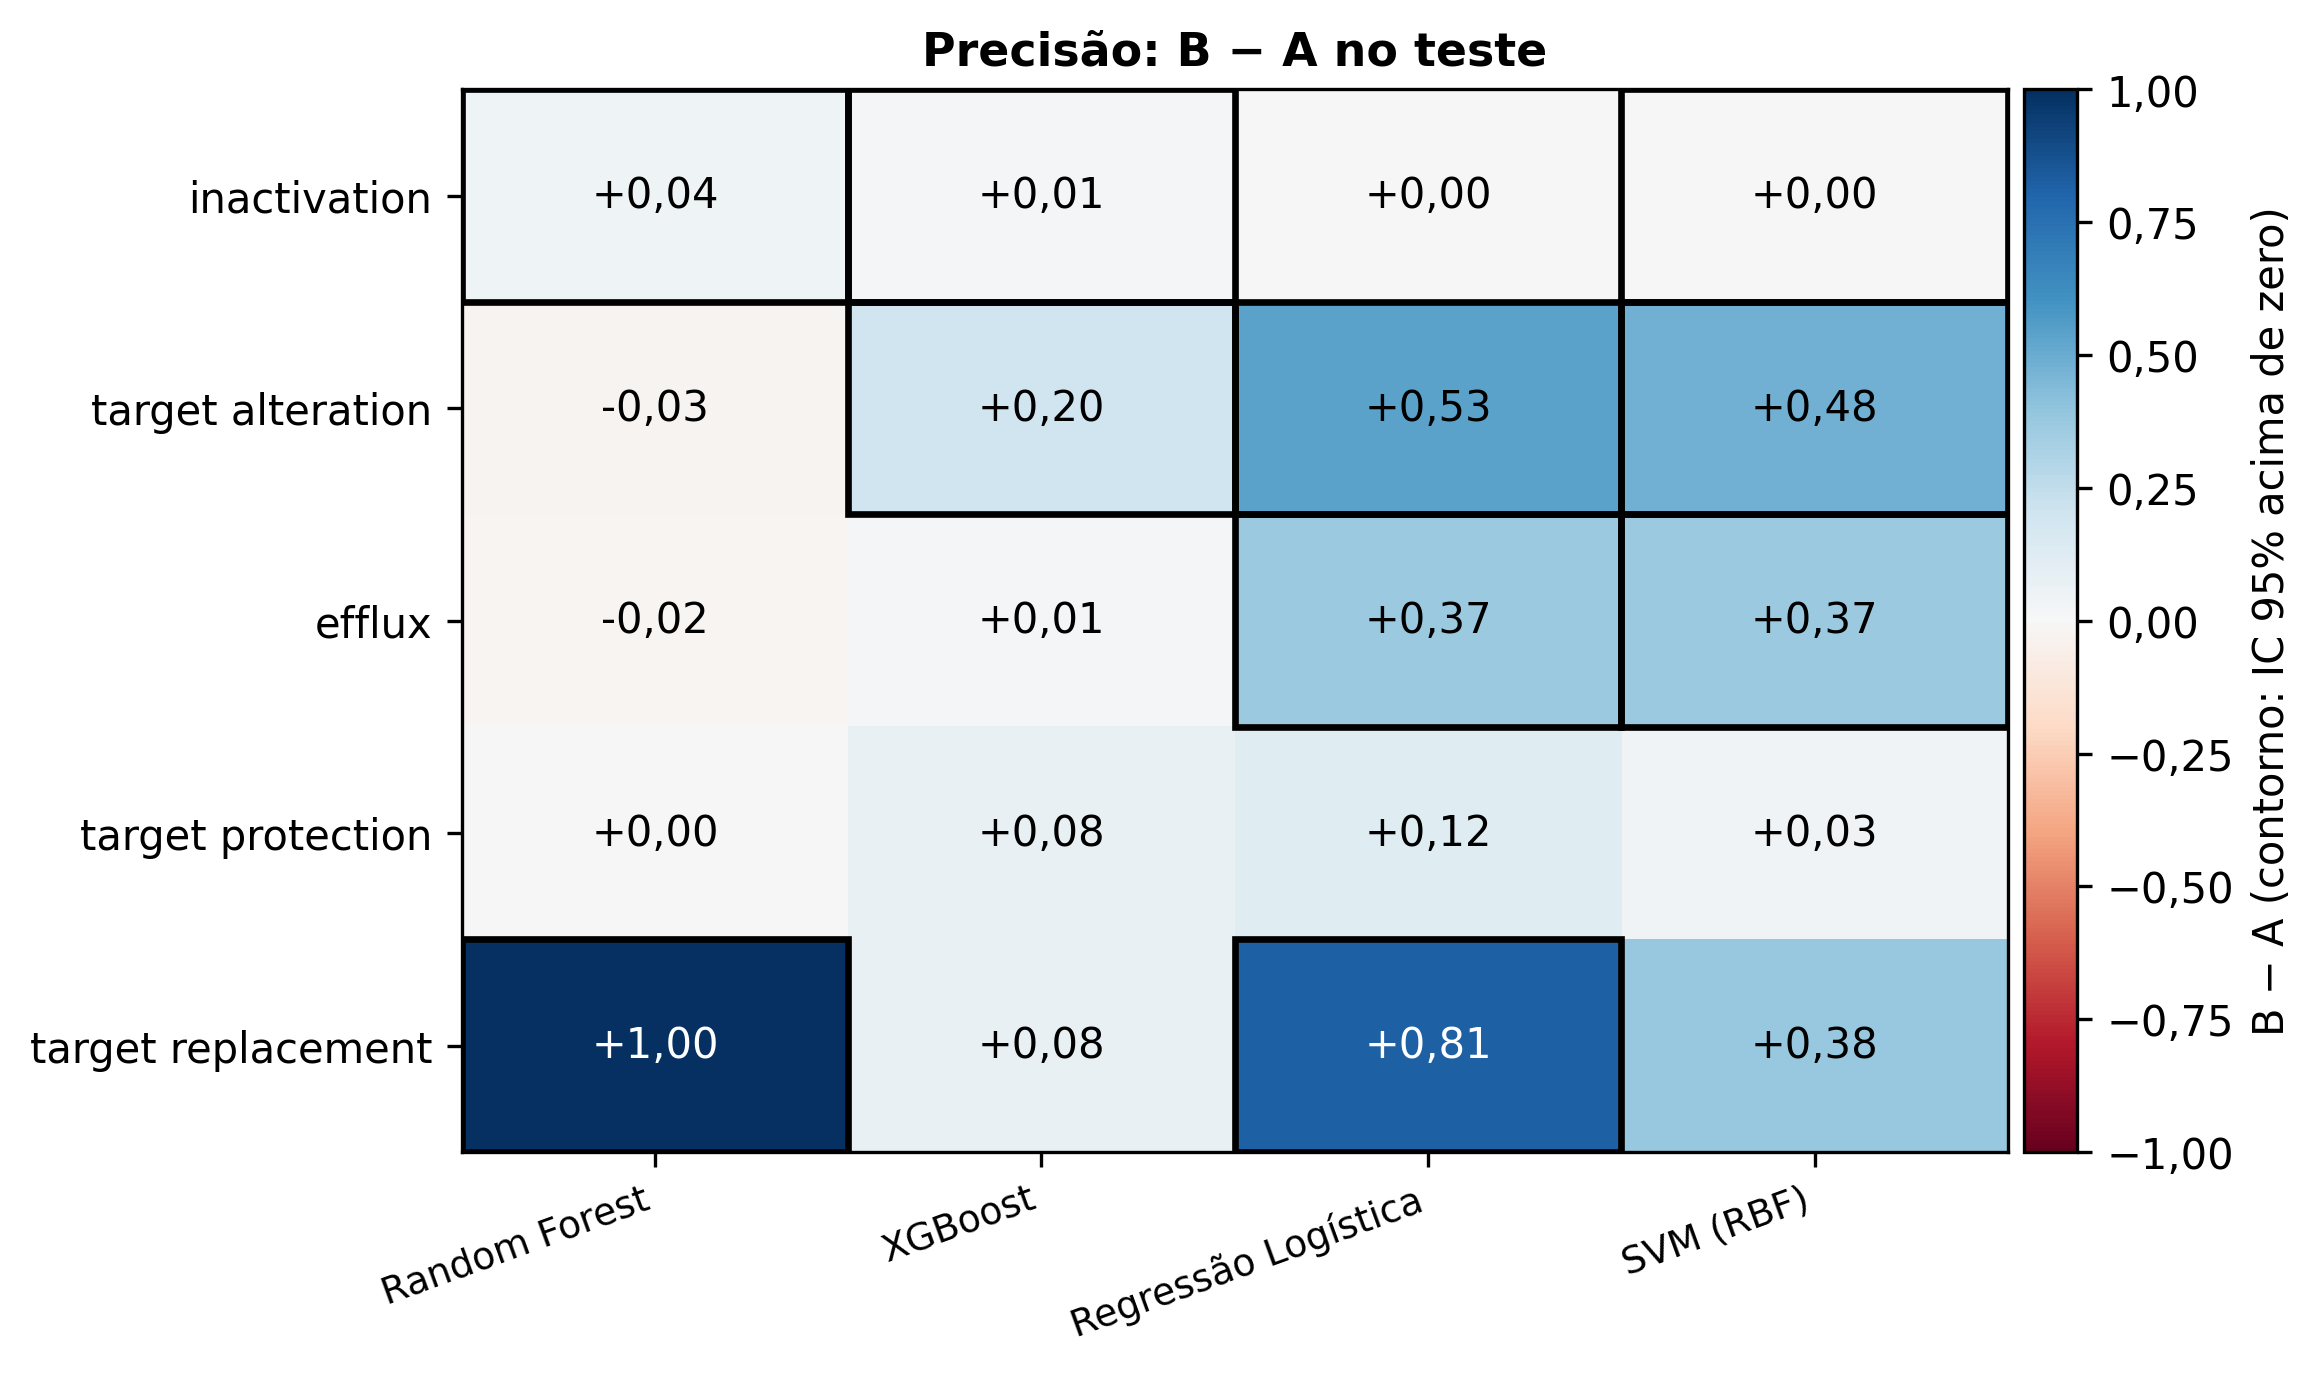 Precisão: B − A no teste
inactivation
+0,04
+0,01
+0,00
+0,00
target alteration
-0,03
+0,20
+0,53
+0,48
efflux
-0,02
+0,01
+0,37
+0,37
target protection
+0,00
+0,08
+0,12
+0,03
target replacement
+1,00
+0,08
+0,81
+0,38
Random Forest
XGBoost
Regressão Logística
SVM (RBF)
1,00
0,75
0,50
0,25
0,00
−0,25
−0,50
−0,75
−1,00
B − A (contorno: IC 95% acima de zero)